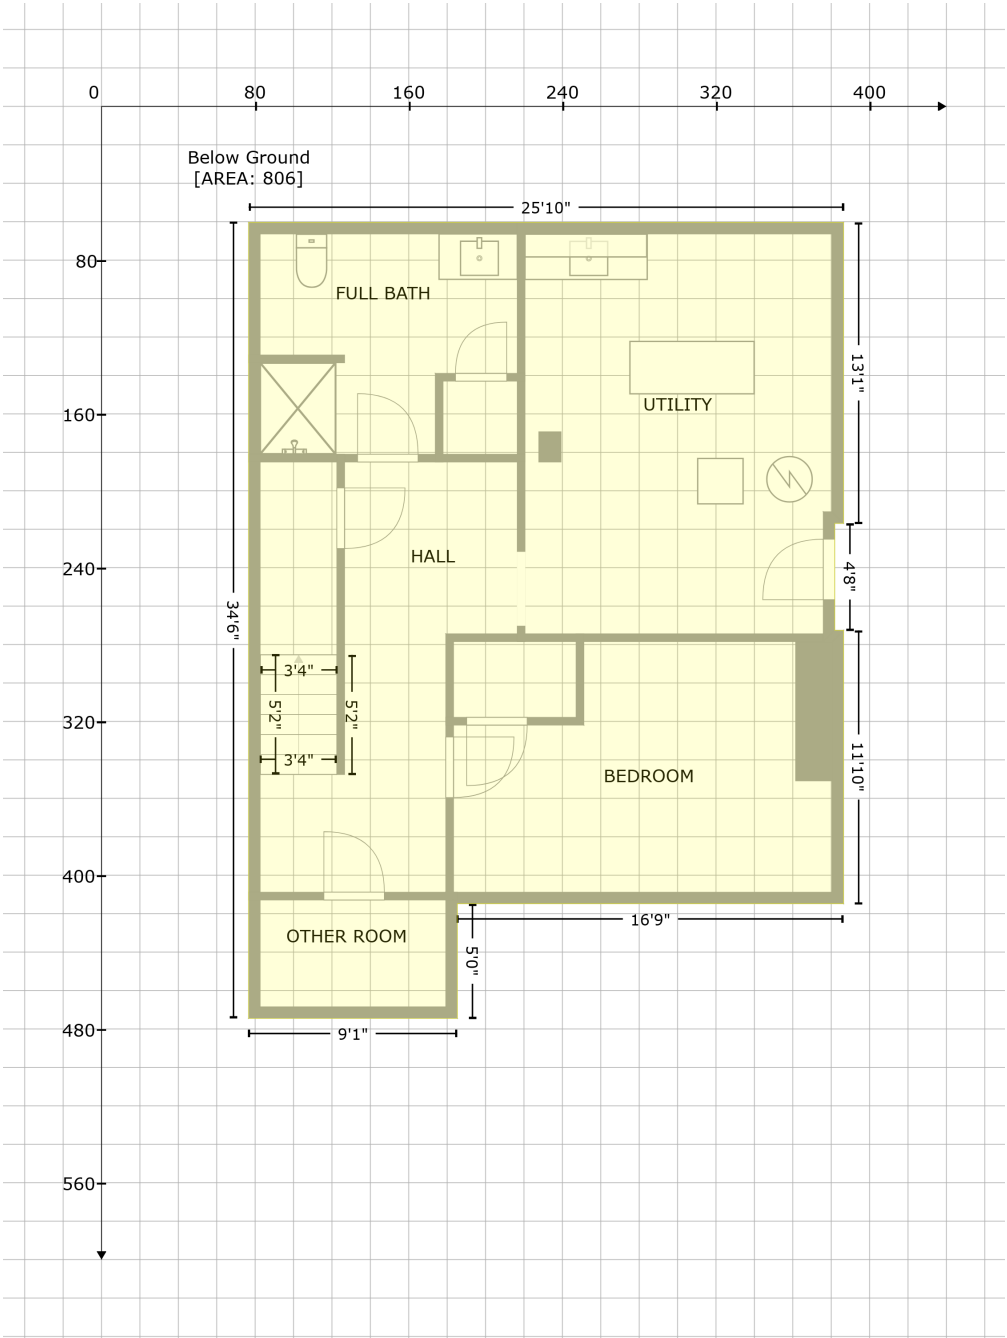 0 80 160 240 320 400
Below Ground
[AREA: 806]
25'10"
80
FULL BATH
13'1"
UTILITY
160
HALL
240
4'8"
34'6"
3'4"
5'2"
5'2"
320
3'4"
11'10"
BEDROOM
400
16'9"
OTHER ROOM
5'0"
480
9'1"
560